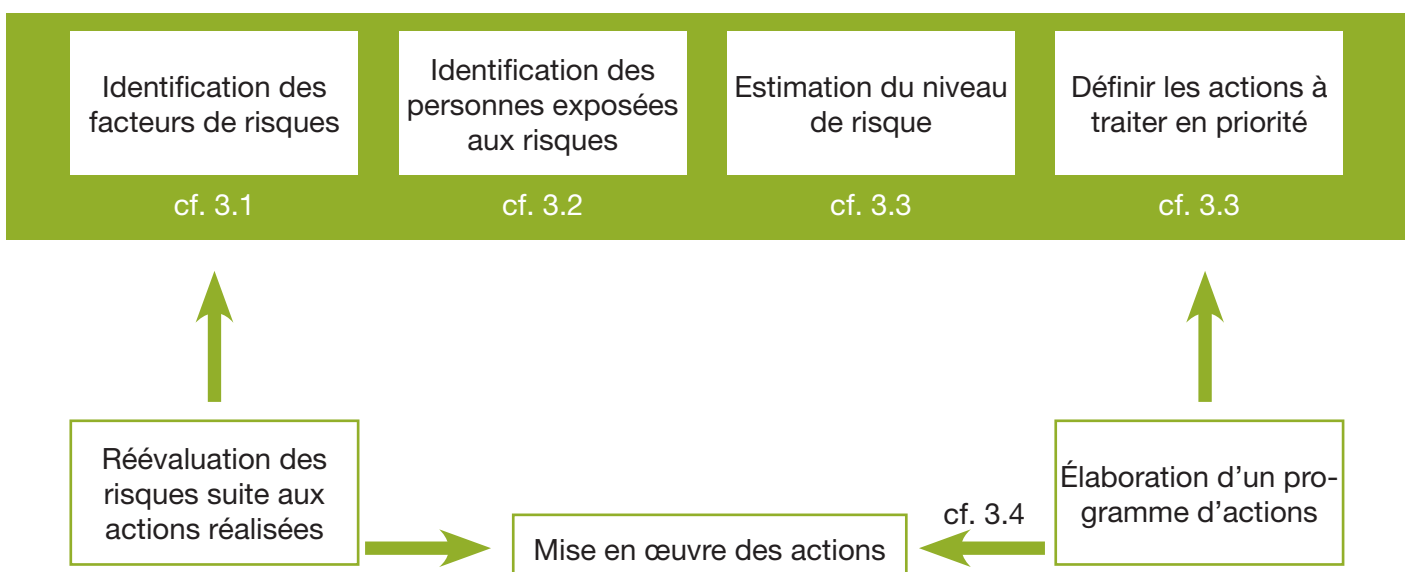 Identification des
facteurs de risques
cf. 3.1
Identification des
personnes exposées
aux risques
cf. 3.2
Estimation du niveau
de risque
cf. 3.3
Définir les actions à
traiter en priorité
cf. 3.3
Réévaluation des
risques suite aux
actions réalisées
Mise en œuvre des actions
cf. 3.4
Élaboration d’un pro-
gramme d’actions